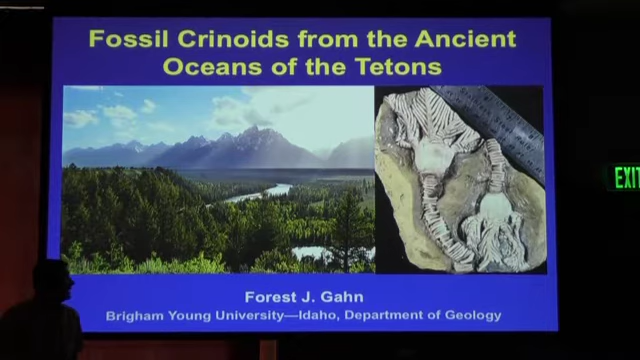 Fossil Crinoids from the Ancient
Oceans of the Tetons
EXIT
Forest J. Gahn
Brigham Young University—Idaho, Department of Geology